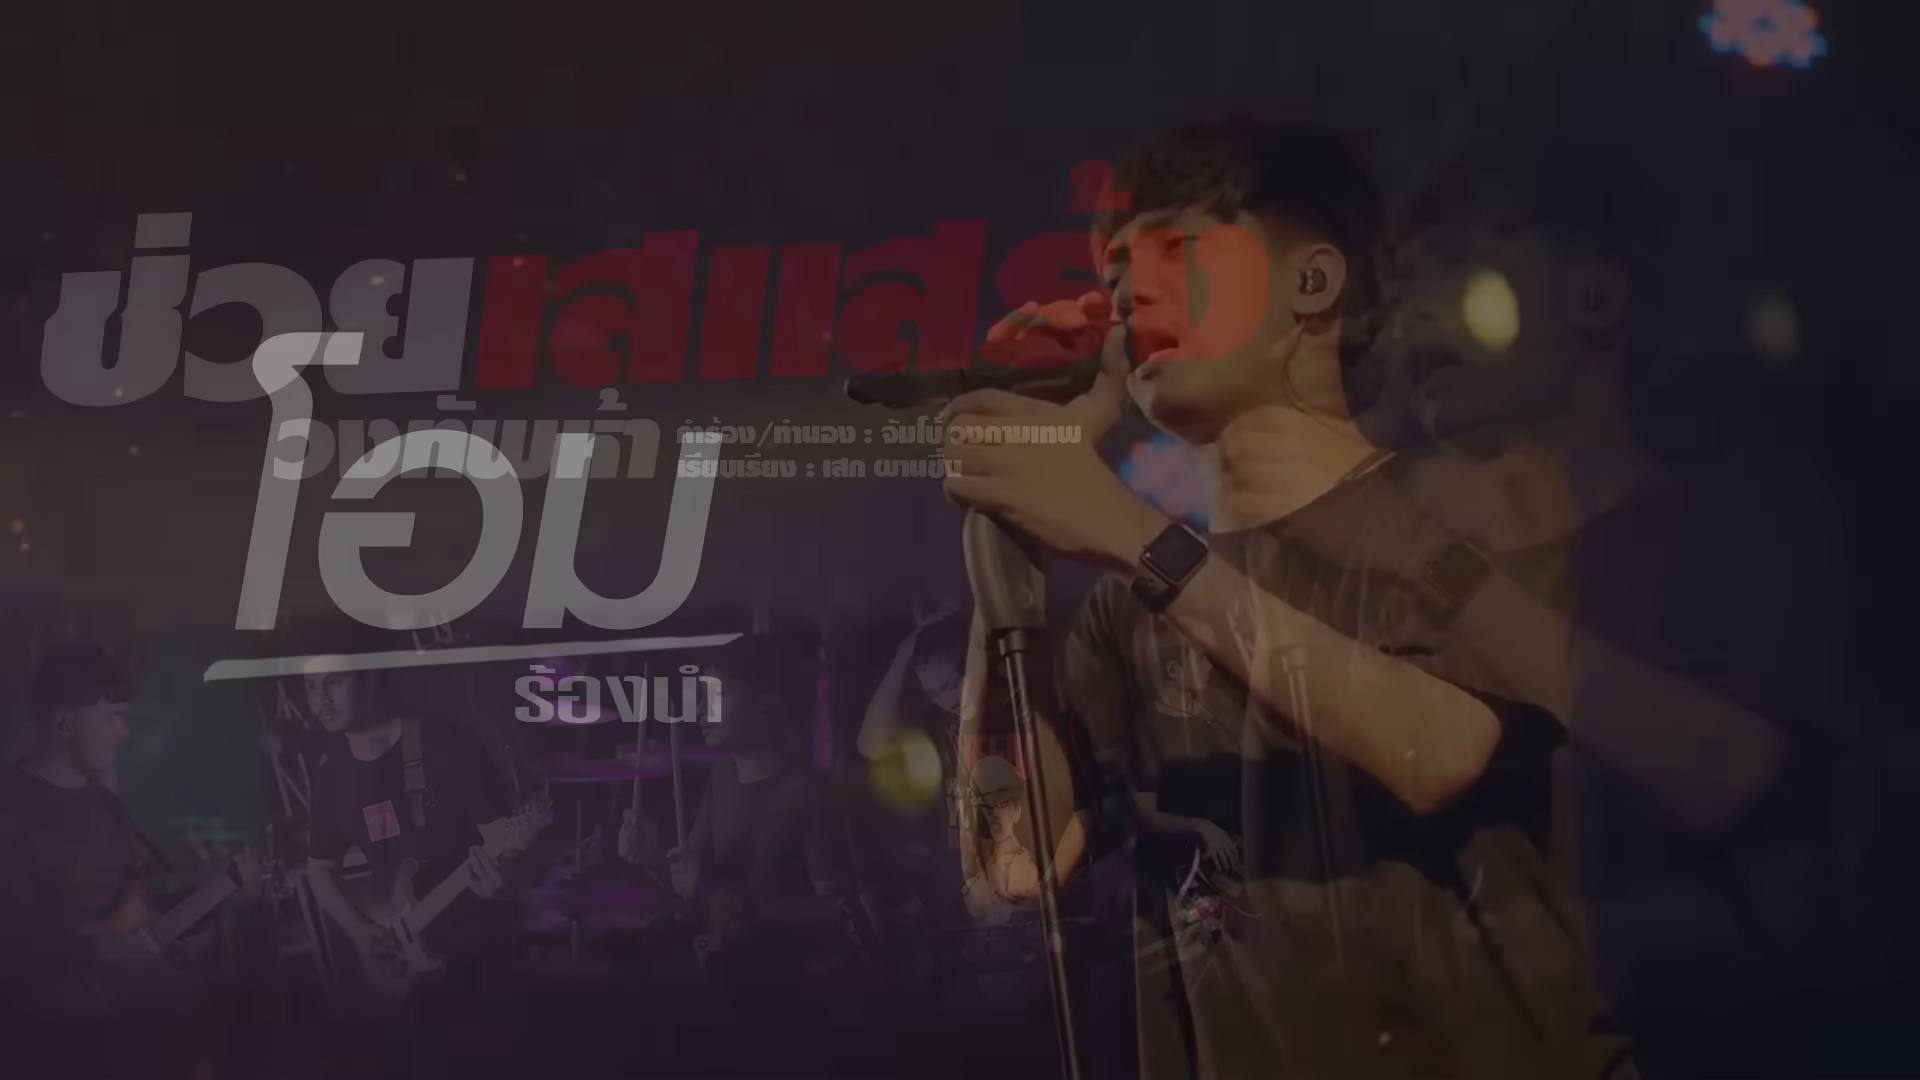 ช่วยเสแสร้ง
วงทัพห้า
คำร้อง/ทำนอง : จัมโบ้ วงกามเทพ
เรียบเรียง : เสก ผานขึ้น
โอม
ร้องนำ